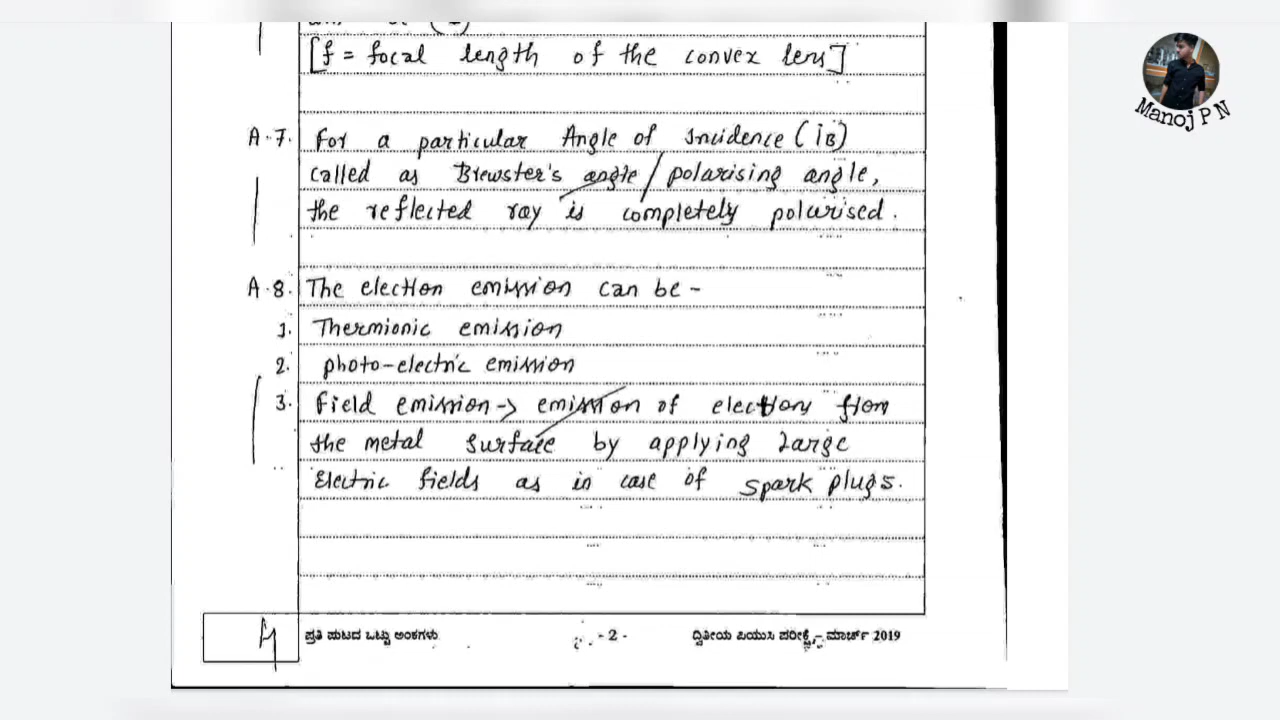 [f = focal length of the convex lens]
A.7. For a particular Angle of Incidence (iB)
called as Brewster's angle / polarising angle,
the reflected ray is completely polarised.
A.8. The electron emission can be -
1. Thermionic emission
2. photo-electric emission
3. Field emission -> emission of electrons from
the metal surface by applying large
Electric fields as in case of spark plugs.
4
ಪ್ರತಿ ಪುಟದ ಒಟ್ಟು ಅಂಕಗಳು
- 2 -
ದ್ವಿತೀಯ ಪಿಯುಸಿ ಪರೀಕ್ಷೆ, - ಮಾರ್ಚ್ 2019
Manoj P N